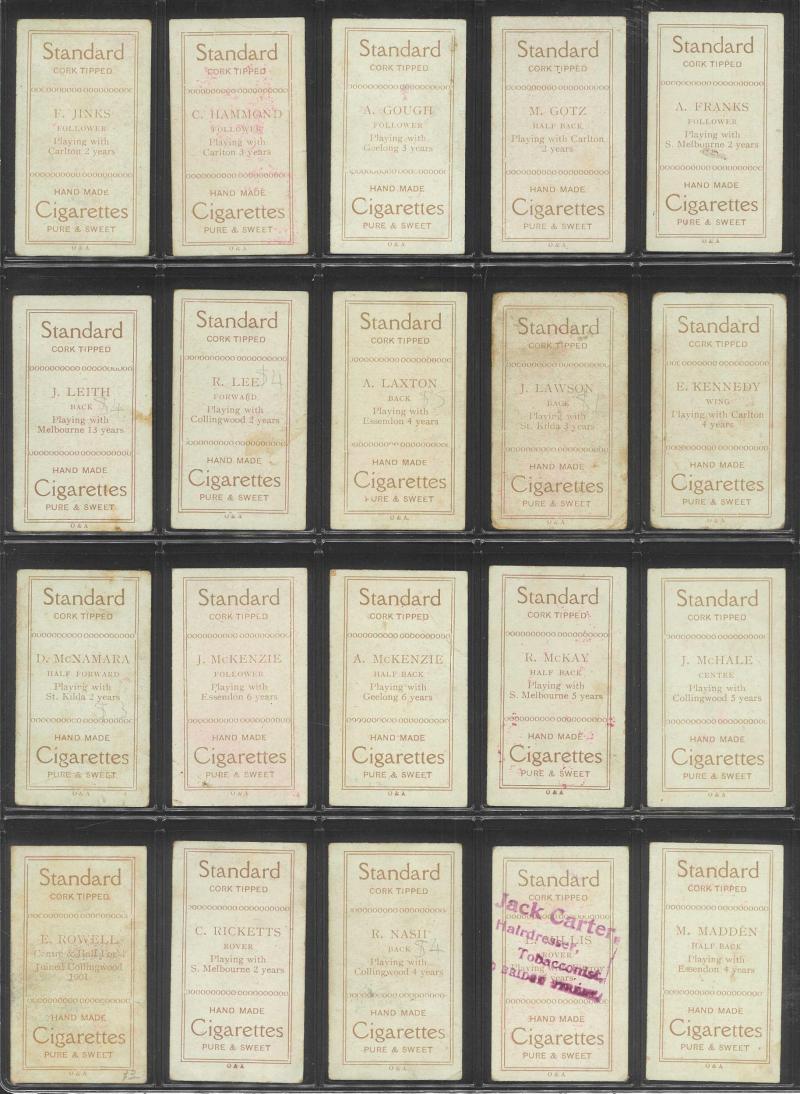 Standard
CORK TIPPED
F. JINKS
FOLLOWER
Playing with
Carlton 2 years
HAND MADE
Cigarettes
PURE & SWEET
O & A
Standard
CORK TIPPED
C. HAMMOND
FOLLOWER
Playing with
Carlton 3 years
HAND MADE
Cigarettes
PURE & SWEET
O & A
Standard
CORK TIPPED
A. GOUGH
FOLLOWER
Playing with
Geelong 3 years
HAND MADE
Cigarettes
PURE & SWEET
O & A
Standard
CORK TIPPED
M. GOTZ
HALF BACK
Playing with Carlton
2 years
HAND MADE
Cigarettes
PURE & SWEET
O & A
Standard
CORK TIPPED
A. FRANKS
FOLLOWER
Playing with
S. Melbourne 2 years
HAND MADE
Cigarettes
PURE & SWEET
O & A
Standard
CORK TIPPED
J. LEITH
BACK
$4
Playing with
Melbourne 13 years
HAND MADE
Cigarettes
PURE & SWEET
O & A
Standard
CORK TIPPED
R. LEE $4
FORWARD
Playing with
Collingwood 2 years
HAND MADE
Cigarettes
PURE & SWEET
O & A
Standard
CORK TIPPED
A. LAXTON
BACK
Playing with
Essendon 4 years
HAND MADE
Cigarettes
PURE & SWEET
O & A
Standard
CORK TIPPED
J. LAWSON
BACK
Playing with
St. Kilda 3 years
HAND MADE
Cigarettes
PURE & SWEET
O & A
Standard
CORK TIPPED
E. KENNEDY
WING
Playing with Carlton
4 years
HAND MADE
Cigarettes
PURE & SWEET
O & A
Standard
CORK TIPPED
D. McNAMARA
HALF FORWARD
Playing with
St. Kilda 2 years
HAND MADE
Cigarettes
PURE & SWEET
O & A
Standard
CORK TIPPED
J. McKENZIE
FOLLOWER
Playing with
Essendon 6 years
HAND MADE
Cigarettes
PURE & SWEET
O & A
Standard
CORK TIPPED
A. McKENZIE
HALF BACK
Playing with
Geelong 6 years
HAND MADE
Cigarettes
PURE & SWEET
O & A
Standard
CORK TIPPED
R. McKAY
HALF BACK
Playing with
S. Melbourne 5 years
HAND MADE
Cigarettes
PURE & SWEET
O & A
Standard
CORK TIPPED
J. McHALE
CENTRE
Playing with
Collingwood 5 years
HAND MADE
Cigarettes
PURE & SWEET
O & A
Standard
CORK TIPPED
E. ROWELL
Centre & Half For'd
Joined Collingwood
1901
HAND MADE
Cigarettes
PURE & SWEET
O & A
Standard
CORK TIPPED
C. RICKETTS
ROVER
Playing with
S. Melbourne 2 years
HAND MADE
Cigarettes
PURE & SWEET
O & A
Standard
CORK TIPPED
R. NASH
BACK $4
Playing with
Collingwood 4 years
HAND MADE
Cigarettes
PURE & SWEET
O & A
Standard
CORK TIPPED
Jack Carter,
Hairdresser,
Tobacconist,
ROVER
Playing
years
HAND MADE
Cigarettes
PURE & SWEET
O & A
Standard
CORK TIPPED
M. MADDEN
HALF BACK
Playing with
Essendon 4 years
HAND MADE
Cigarettes
PURE & SWEET
O & A